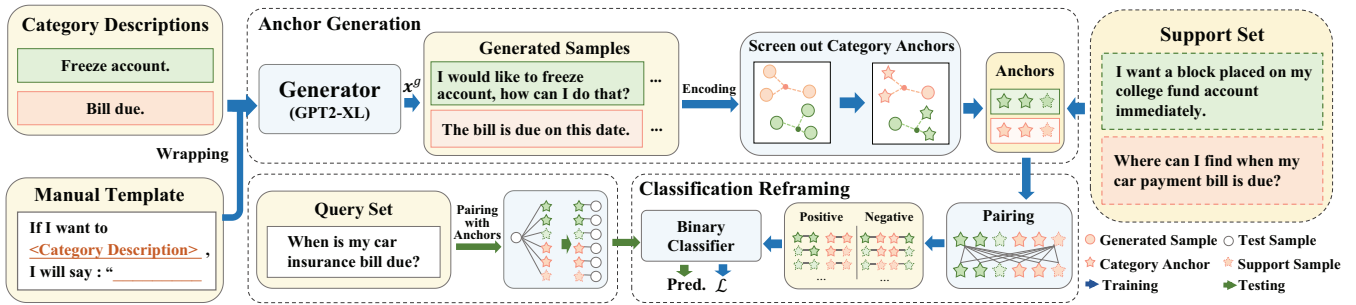 Category Descriptions
Freeze account.
Bill due.
Wrapping
Manual Template
If I want to
<Category Description> ,
I will say : “____________
Anchor Generation
Generator
(GPT2-XL)
x^g
Generated Samples
I would like to freeze
account, how can I do that?
...
The bill is due on this date.
...
Encoding
Screen out Category Anchors
Anchors
Support Set
I want a block placed on my
college fund account
immediately.
Where can I find when my
car payment bill is due?
Query Set
When is my car
insurance bill due?
Pairing
with
Anchors
Classification Reframing
Binary
Classifier
Pred.
ℒ
Positive
Negative
...
...
Pairing
Generated Sample
Test Sample
Category Anchor
Support Sample
Training
Testing